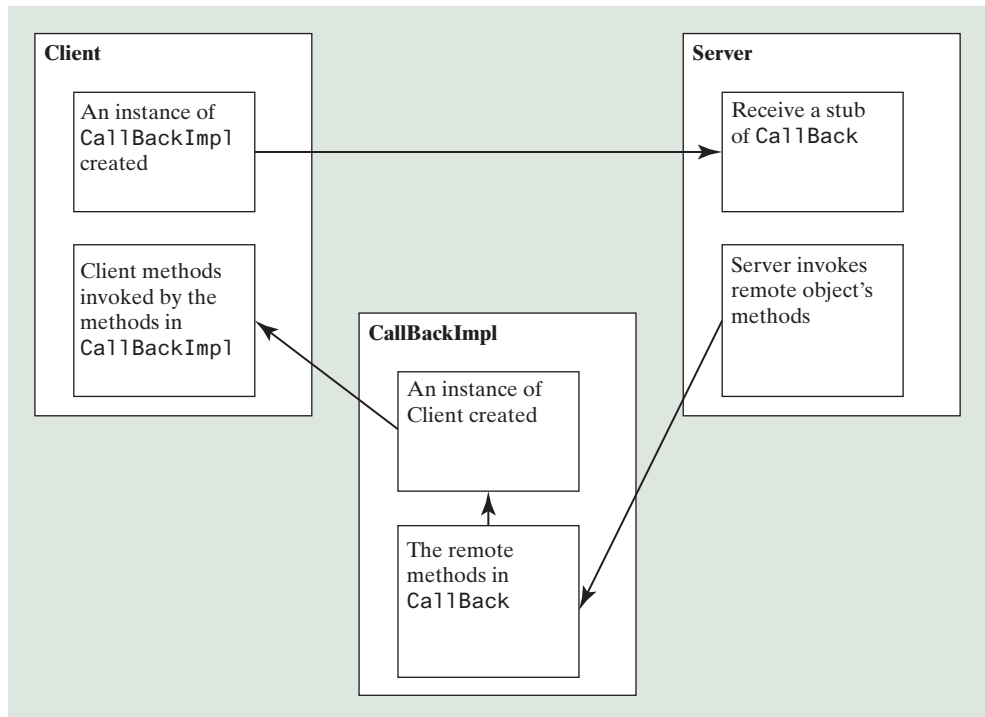 Client
An instance of
CallBackImpl
created
Client methods
invoked by the
methods in
CallBackImpl
CallBackImpl
An instance of
Client created
The remote
methods in
CallBack
Server
Receive a stub
of CallBack
Server invokes
remote object's
methods